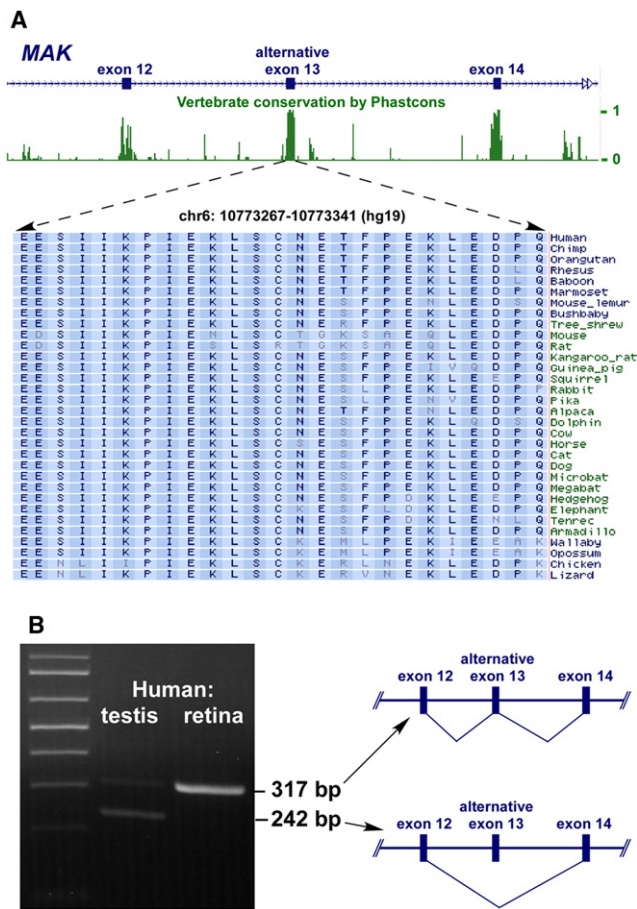 A
MAK
exon 12
alternative
exon 13
exon 14
Vertebrate conservation by Phastcons
1
0
chr6: 10773267-10773341 (hg19)
E E S I I K P I E K L S C N E T F P E K L E D P Q Human
E E S I I K P I E K L S C N E T F P E K L E D P Q Chimp
E E S I I K P I E K L S C N E T F P E K L E D P Q Orangutan
E E S I I K P I E K L S C N E T F P E K L E D L Q Rhesus
E E S I I K P I E K L S C N E T F P E K L E D L Q Baboon
E E S I I K P I E K L S C N E T F P E K L E D P Q Marmoset
E E S I I K P I E K L S C N E S F P E N L E D S Q Mouse_lemur
E E S I I K P I E K L S C N E S F P E K L E D P Q Bushbaby
E E S I I K P I E K L S C N E R F P E K L E D P Q Tree_shrew
Mouse
Rat
E E S I I K P I E K L S C N E S F P E K L E D P Q Kangaroo_rat
E E S I I K P I E K L S C N E S F P E I V Q D P Q Guinea_pig
E E S I I K P I E K L S C N E S F P E K L E E P Q Squirrel
E E S I I K P I E K L S C N E S L P E K L E D P P Rabbit
E E S I I K P I E K L S C N E S L P E N V E D P Q Pika
E E S I I K P I E K L S C N E T F P E N L E D P Q Alpaca
E E S I I K P I E K L S C N E S F P E K L Q D S Q Dolphin
E E S I I K P I E K L S C N E S F P E K L E D P Q Cow
E E S I I K P I E K L S C S E S F P E K L E D P Q Horse
E E S I I K P I E K L S C N E S F P E K L E D P Q Cat
E E S I I K P I E K L S C N E S F P E K L E D P Q Dog
E E S I I K P I E K L S C N E S F P E K L E D P Q Microbat
E E S I I K P I E K L S C N E S F P E K L E D P Q Megabat
E E S I I K P I E K L S C N E S F P D K L E E P Q Hedgehog
Elephant
E E S I I K P I E K L S C N E S F P D K L E N L Q Tenrec
E E S I I K P I E K L S C N E S F P E K L E D P Q Armadillo
E E S I I K P I E K L S C K E M L P E K I E E A K Wallaby
E E S I I K P I E K L S C K E M L P E K I E E A K Opossum
E E N L I I P I E K L S C K E R L N E K L E D P K Chicken
E E N L I K P I E K L S C K E R V N E K L E D P K Lizard
B
Human:
testis retina
317 bp
242 bp
alternative
exon 12 exon 13 exon 14
alternative
exon 12 exon 13 exon 14